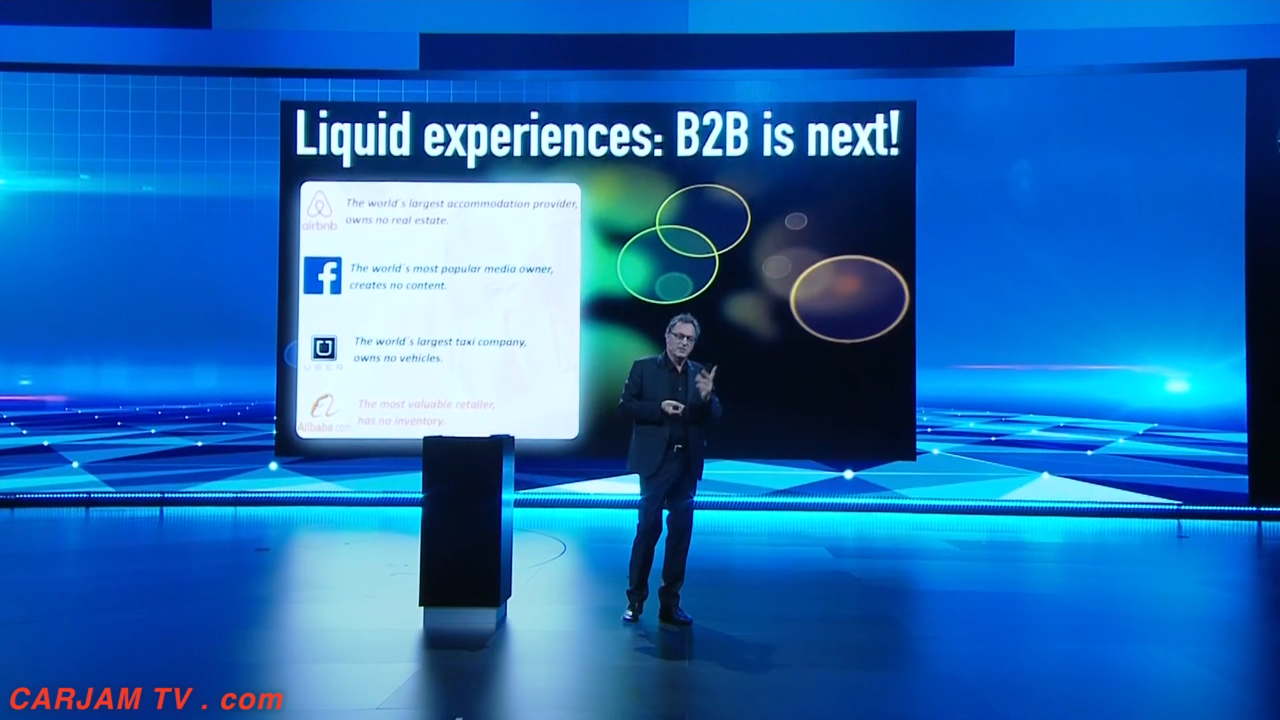 Liquid experiences: B2B is next!
airbnb
The world´s largest accommodation provider,
owns no real estate.
f
The world´s most popular media owner,
creates no content.
UBER
The world´s largest taxi company,
owns no vehicles.
Alibaba.com
The most valuable retailer,
has no inventory.
CARJAM TV . com